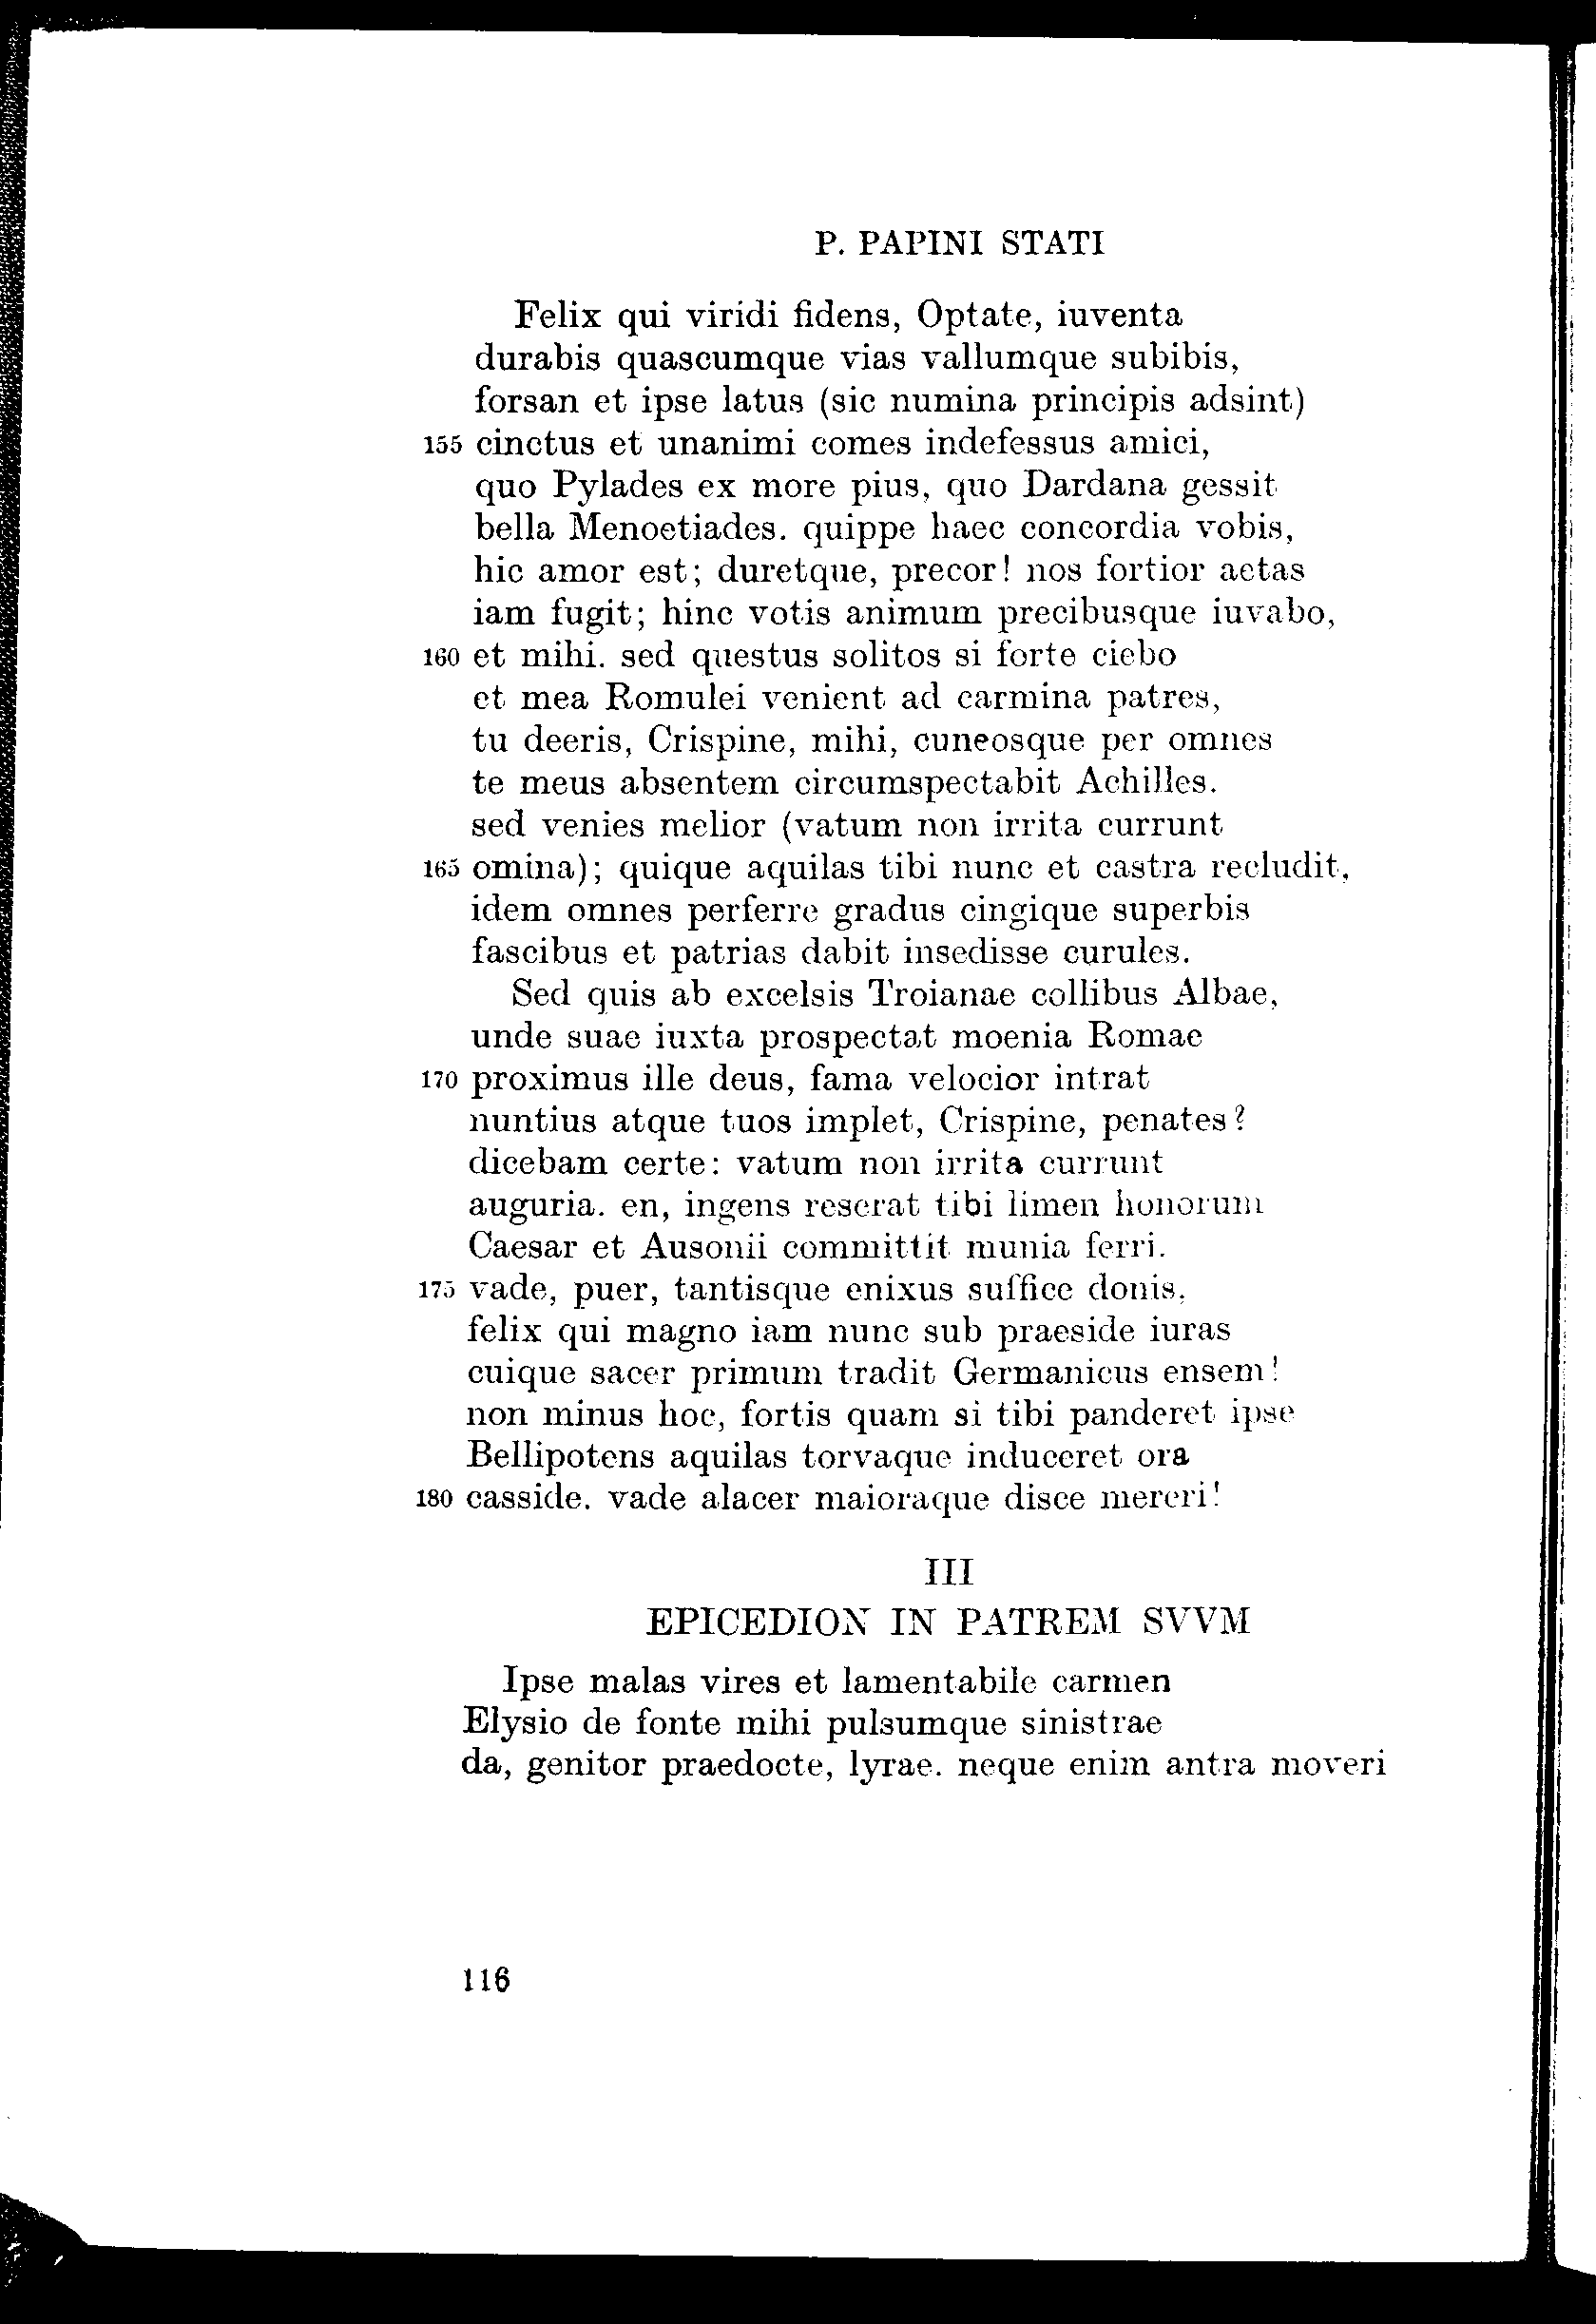 P. PAPINI STATI
Felix qui viridi fidens, Optate, iuventa
durabis quascumque vias vallumque subibis,
forsan et ipse latus (sic numina principis adsint)
155 cinctus et unanimi comes indefessus amici,
quo Pylades ex more pius, quo Dardana gessit
bella Menoetiades. quippe haec concordia vobis,
hic amor est; duretque, precor! nos fortior aetas
iam fugit; hinc votis animum precibusque iuvabo,
160 et mihi. sed questus solitos si forte ciebo
et mea Romulei venient ad carmina patres,
tu deeris, Crispine, mihi, cuneosque per omnes
te meus absentem circumspectabit Achilles.
sed venies melior (vatum non irrita currunt
165 omina); quique aquilas tibi nunc et castra recludit,
idem omnes perferre gradus cingique superbis
fascibus et patrias dabit insedisse curules.
Sed quis ab excelsis Troianae collibus Albae,
unde suae iuxta prospectat moenia Romae
170 proximus ille deus, fama velocior intrat
nuntius atque tuos implet, Crispine, penates?
dicebam certe: vatum non irrita currunt
auguria. en, ingens reserat tibi limen honorum
Caesar et Ausonii committit munia ferri.
175 vade, puer, tantisque enixus suffice donis,
felix qui magno iam nunc sub praeside iuras
cuique sacer primum tradit Germanicus ensem!
non minus hoc, fortis quam si tibi panderet ipse
Bellipotens aquilas torvaque induceret ora
180 casside. vade alacer maioraque disce mereri!
III
EPICEDION IN PATREM SVVM
Ipse malas vires et lamentabile carmen
Elysio de fonte mihi pulsumque sinistrae
da, genitor praedocte, lyrae. neque enim antra moveri
116